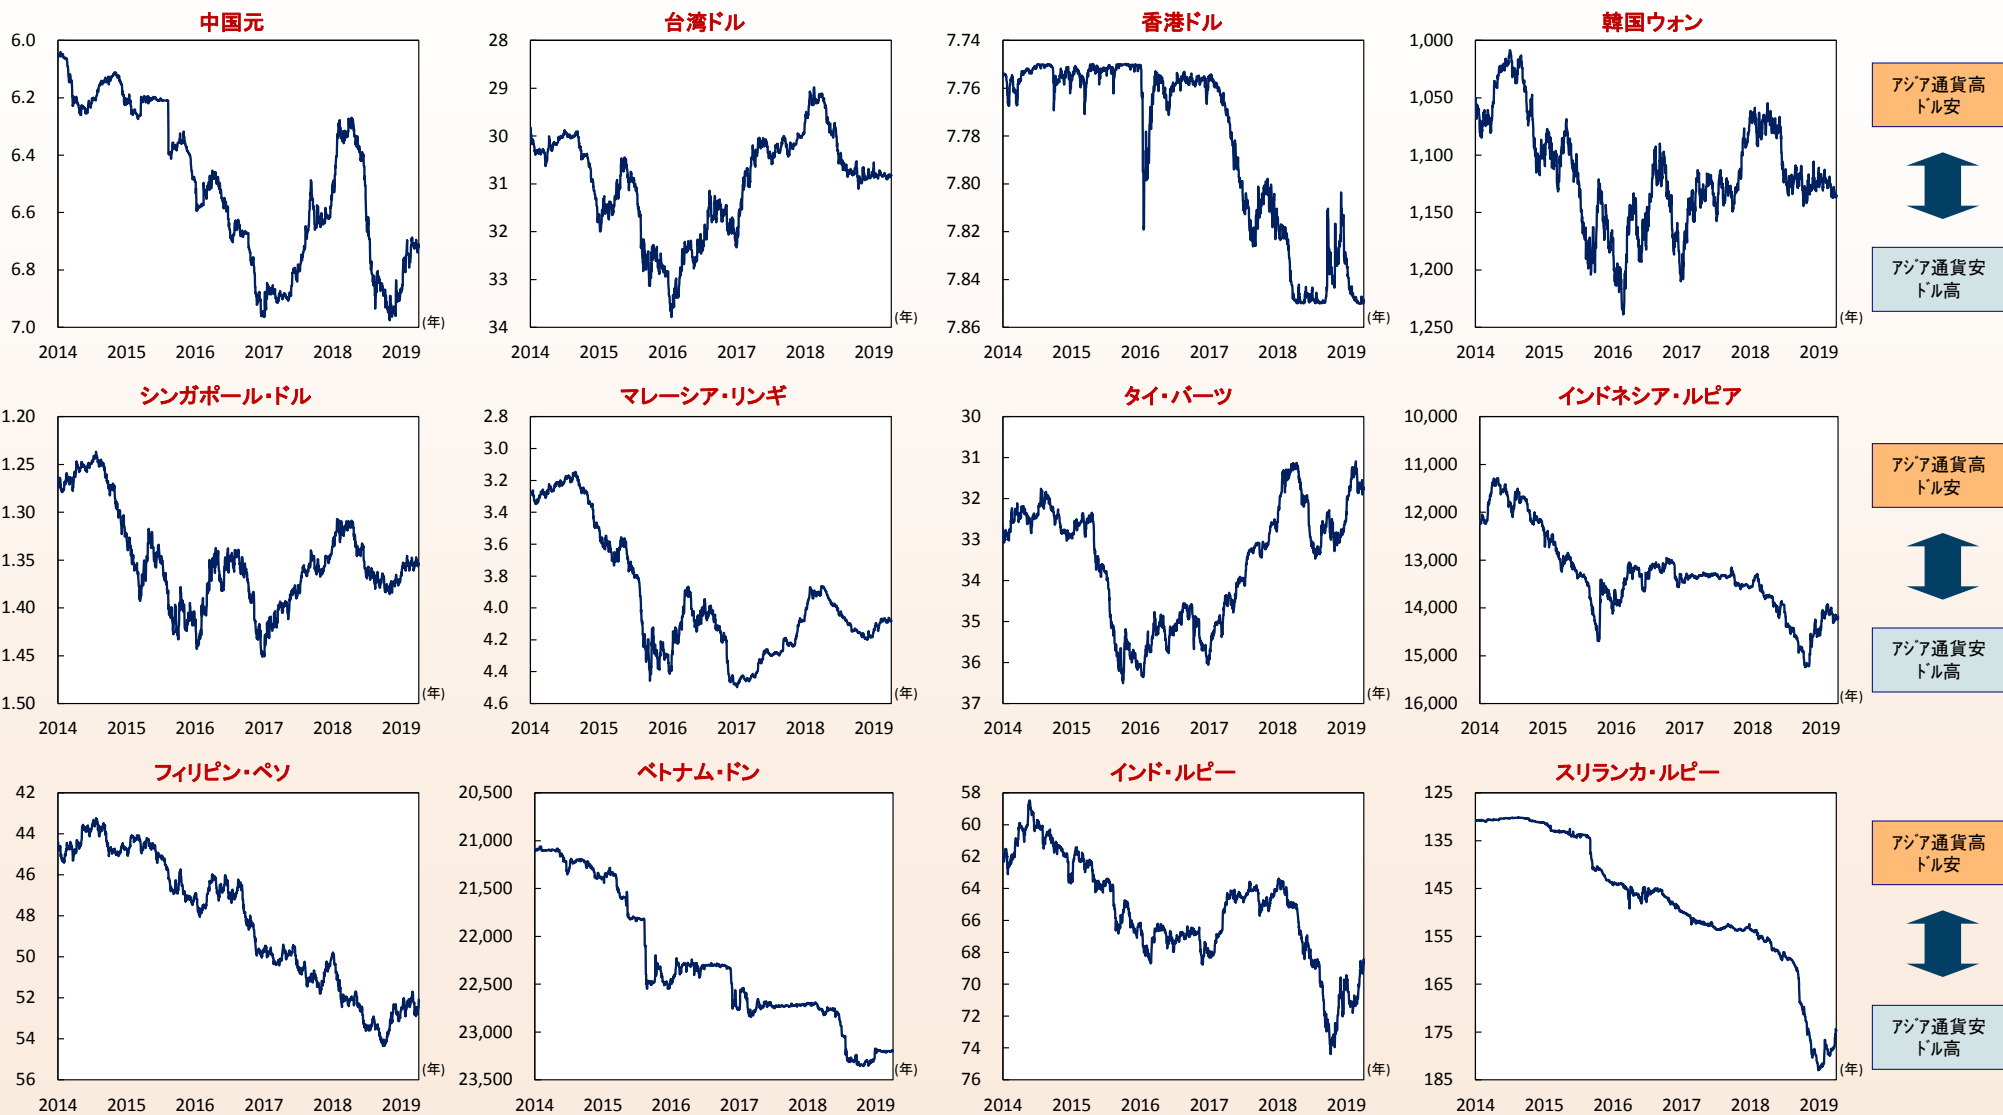 中国元
台湾ドル
香港ドル
韓国ウォン
6.0
6.2
6.4
6.6
6.8
7.0
(年)
2014 2015 2016 2017 2018 2019
28
29
30
31
32
33
34
(年)
2014 2015 2016 2017 2018 2019
7.74
7.76
7.78
7.80
7.82
7.84
7.86
(年)
2014 2015 2016 2017 2018 2019
1,000
1,050
1,100
1,150
1,200
1,250
(年)
2014 2015 2016 2017 2018 2019
アジア通貨高
ドル安
アジア通貨安
ドル高
シンガポール・ドル
マレーシア・リンギ
タイ・バーツ
インドネシア・ルピア
1.20
1.25
1.30
1.35
1.40
1.45
1.50
(年)
2014 2015 2016 2017 2018 2019
2.8
3.0
3.2
3.4
3.6
3.8
4.0
4.2
4.4
4.6
(年)
2014 2015 2016 2017 2018 2019
30
31
32
33
34
35
36
37
(年)
2014 2015 2016 2017 2018 2019
10,000
11,000
12,000
13,000
14,000
15,000
16,000
(年)
2014 2015 2016 2017 2018 2019
アジア通貨高
ドル安
アジア通貨安
ドル高
フィリピン・ペソ
ベトナム・ドン
インド・ルピー
スリランカ・ルピー
42
44
46
48
50
52
54
56
(年)
2014 2015 2016 2017 2018 2019
20,500
21,000
21,500
22,000
22,500
23,000
23,500
(年)
2014 2015 2016 2017 2018 2019
58
60
62
64
66
68
70
72
74
76
(年)
2014 2015 2016 2017 2018 2019
125
135
145
155
165
175
185
(年)
2014 2015 2016 2017 2018 2019
アジア通貨高
ドル安
アジア通貨安
ドル高